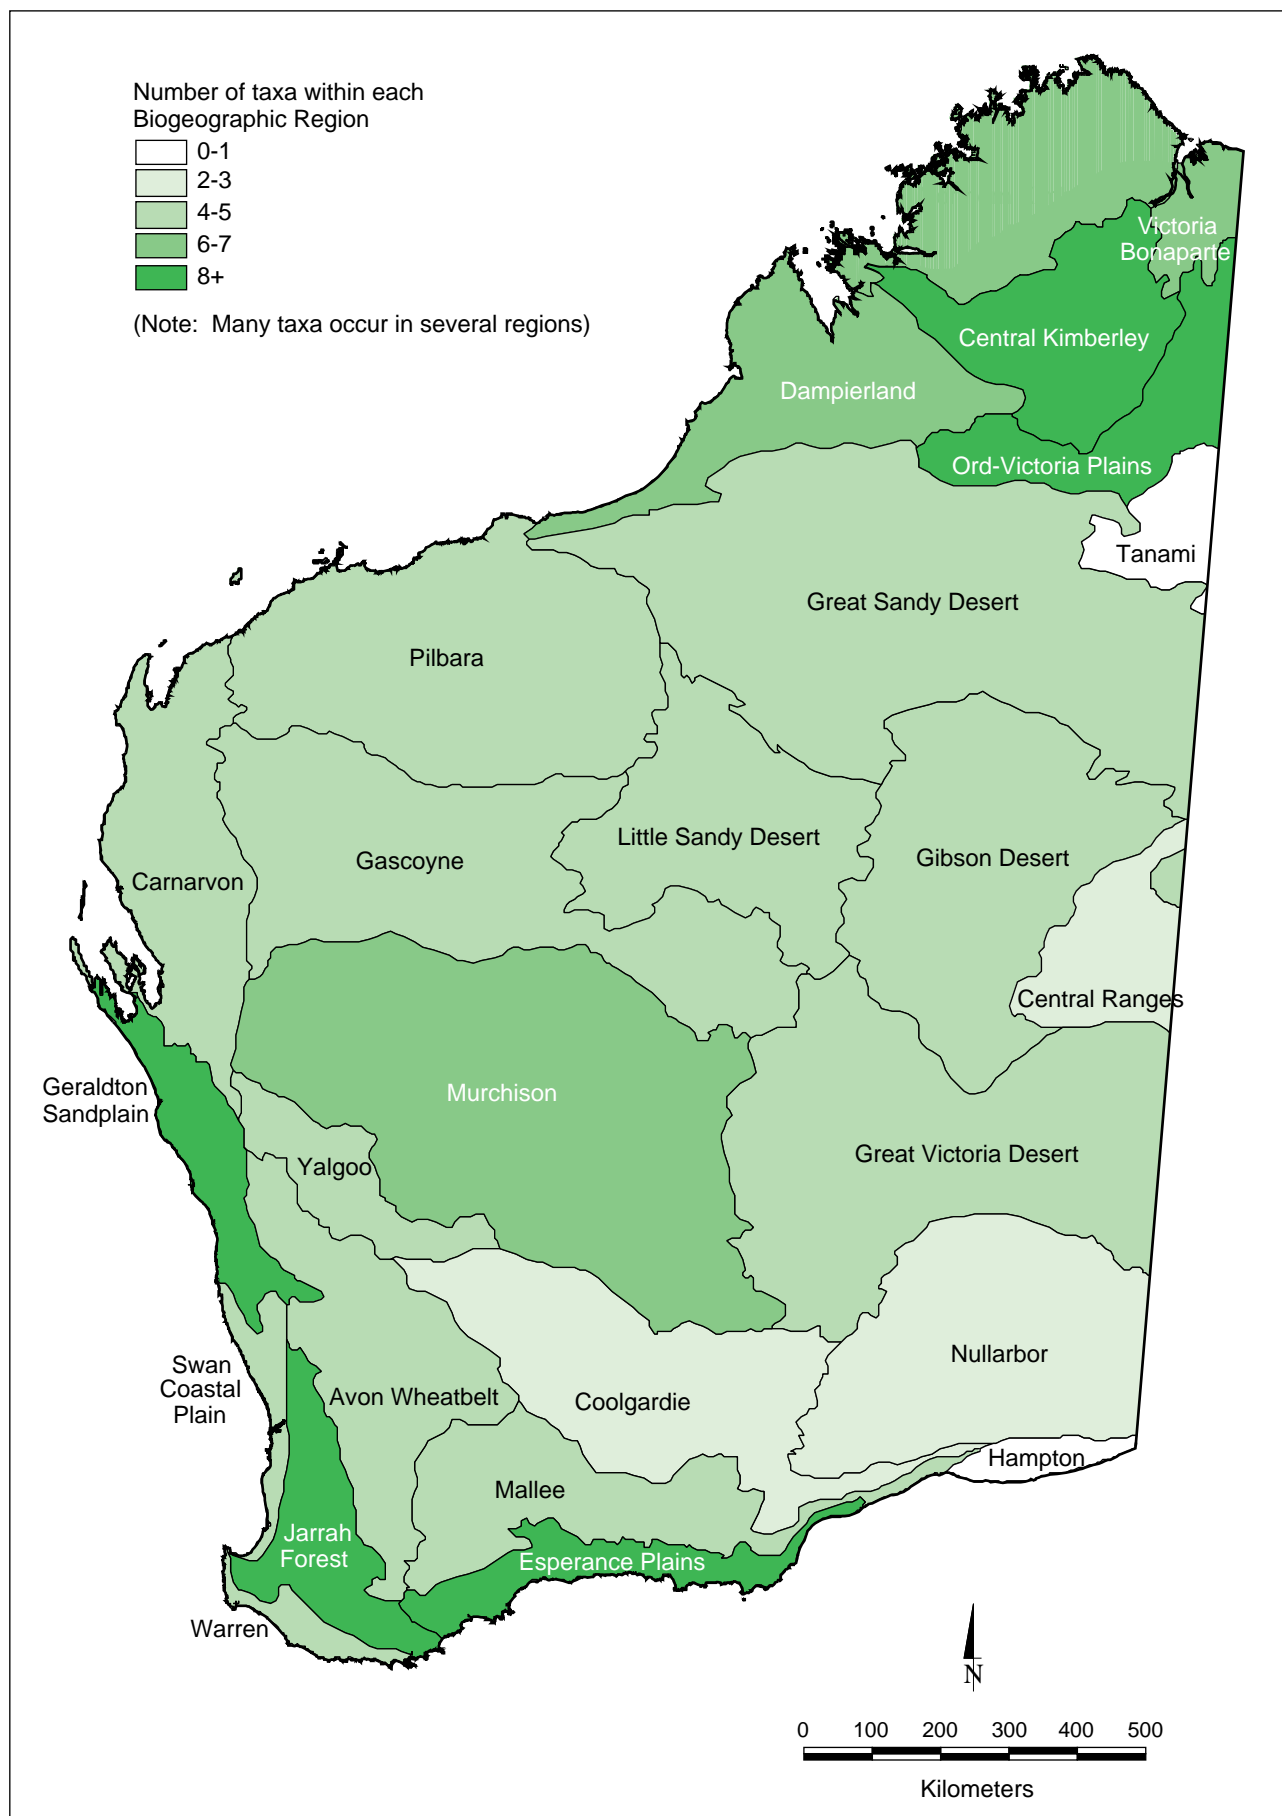 Number of taxa within each
Biogeographic Region
0-1
2-3
4-5
6-7
8+
(Note:  Many taxa occur in several regions)
Victoria
Bonaparte
Central Kimberley
Dampierland
Ord-Victoria Plains
Tanami
Great Sandy Desert
Pilbara
Little Sandy Desert
Gibson Desert
Gascoyne
Carnarvon
Central Ranges
Geraldton
Sandplain
Murchison
Great Victoria Desert
Yalgoo
Nullarbor
Swan
Coastal
Plain
Avon Wheatbelt
Coolgardie
Hampton
Mallee
Jarrah
Forest
Esperance Plains
Warren
N
0 100 200 300 400 500
Kilometers